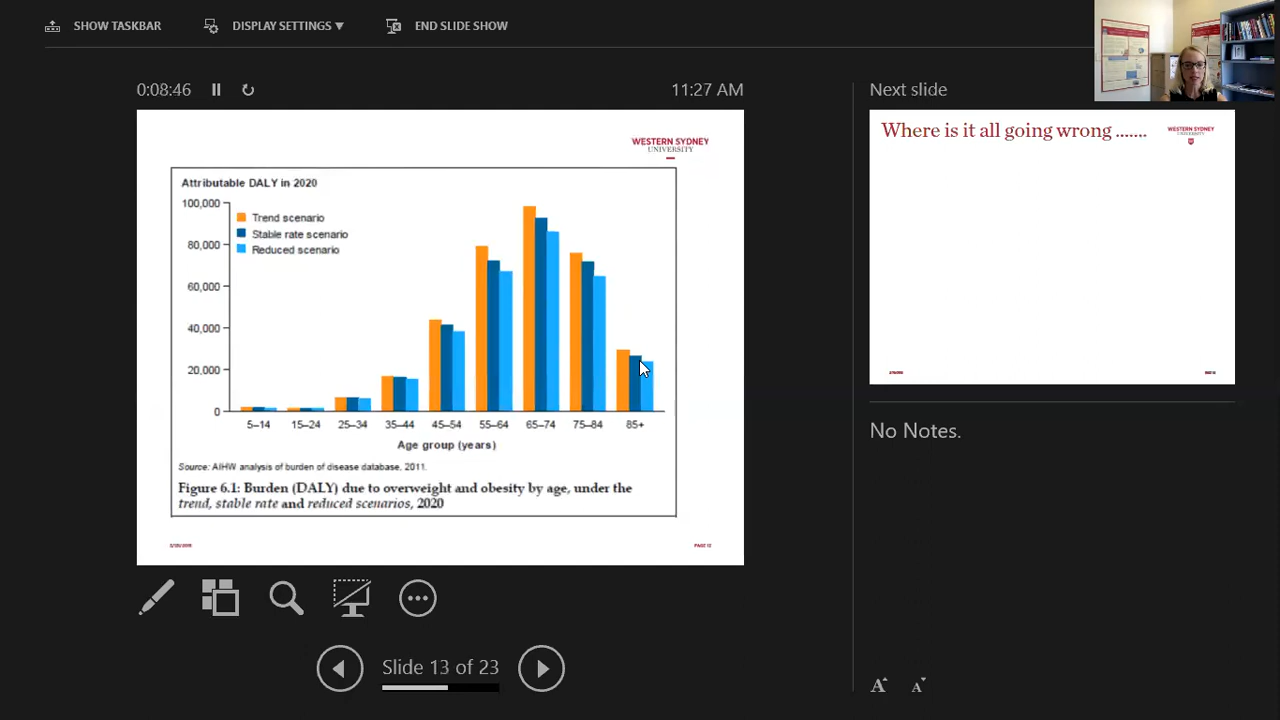 SHOW TASKBAR
DISPLAY SETTINGS ▼
END SLIDE SHOW
0:08:46
11:27 AM
Next slide
WESTERN SYDNEY
UNIVERSITY
Attributable DALY in 2020
100,000
80,000
60,000
40,000
20,000
0
Trend scenario
Stable rate scenario
Reduced scenario
5–14 15–24 25–34 35–44 45–54 55–64 65–74 75–84 85+
Age group (years)
Source: AIHW analysis of burden of disease database, 2011.
Figure 6.1: Burden (DALY) due to overweight and obesity by age, under the
trend, stable rate and reduced scenarios, 2020
PAGE 12
Where is it all going wrong .......
WESTERN SYDNEY
UNIVERSITY
No Notes.
Slide 13 of 23
A A